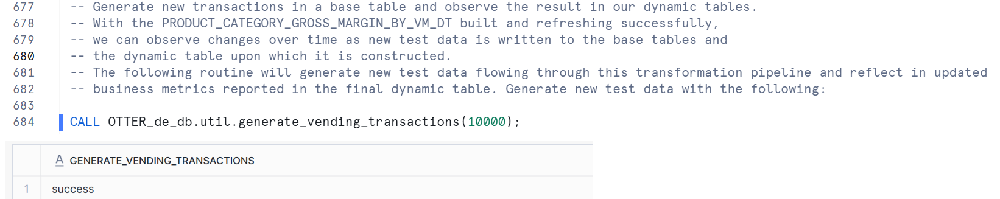 677 -- Generate new transactions in a base table and observe the result in our dynamic tables.
678 -- With the PRODUCT_CATEGORY_GROSS_MARGIN_BY_VM_DT built and refreshing successfully,
679 -- we can observe changes over time as new test data is written to the base tables and
680 -- the dynamic table upon which it is constructed.
681 -- The following routine will generate new test data flowing through this transformation pipeline and reflect in updated
682 -- business metrics reported in the final dynamic table. Generate new test data with the following:
683
684 CALL OTTER_de_db.util.generate_vending_transactions(10000);
A GENERATE_VENDING_TRANSACTIONS
1 success